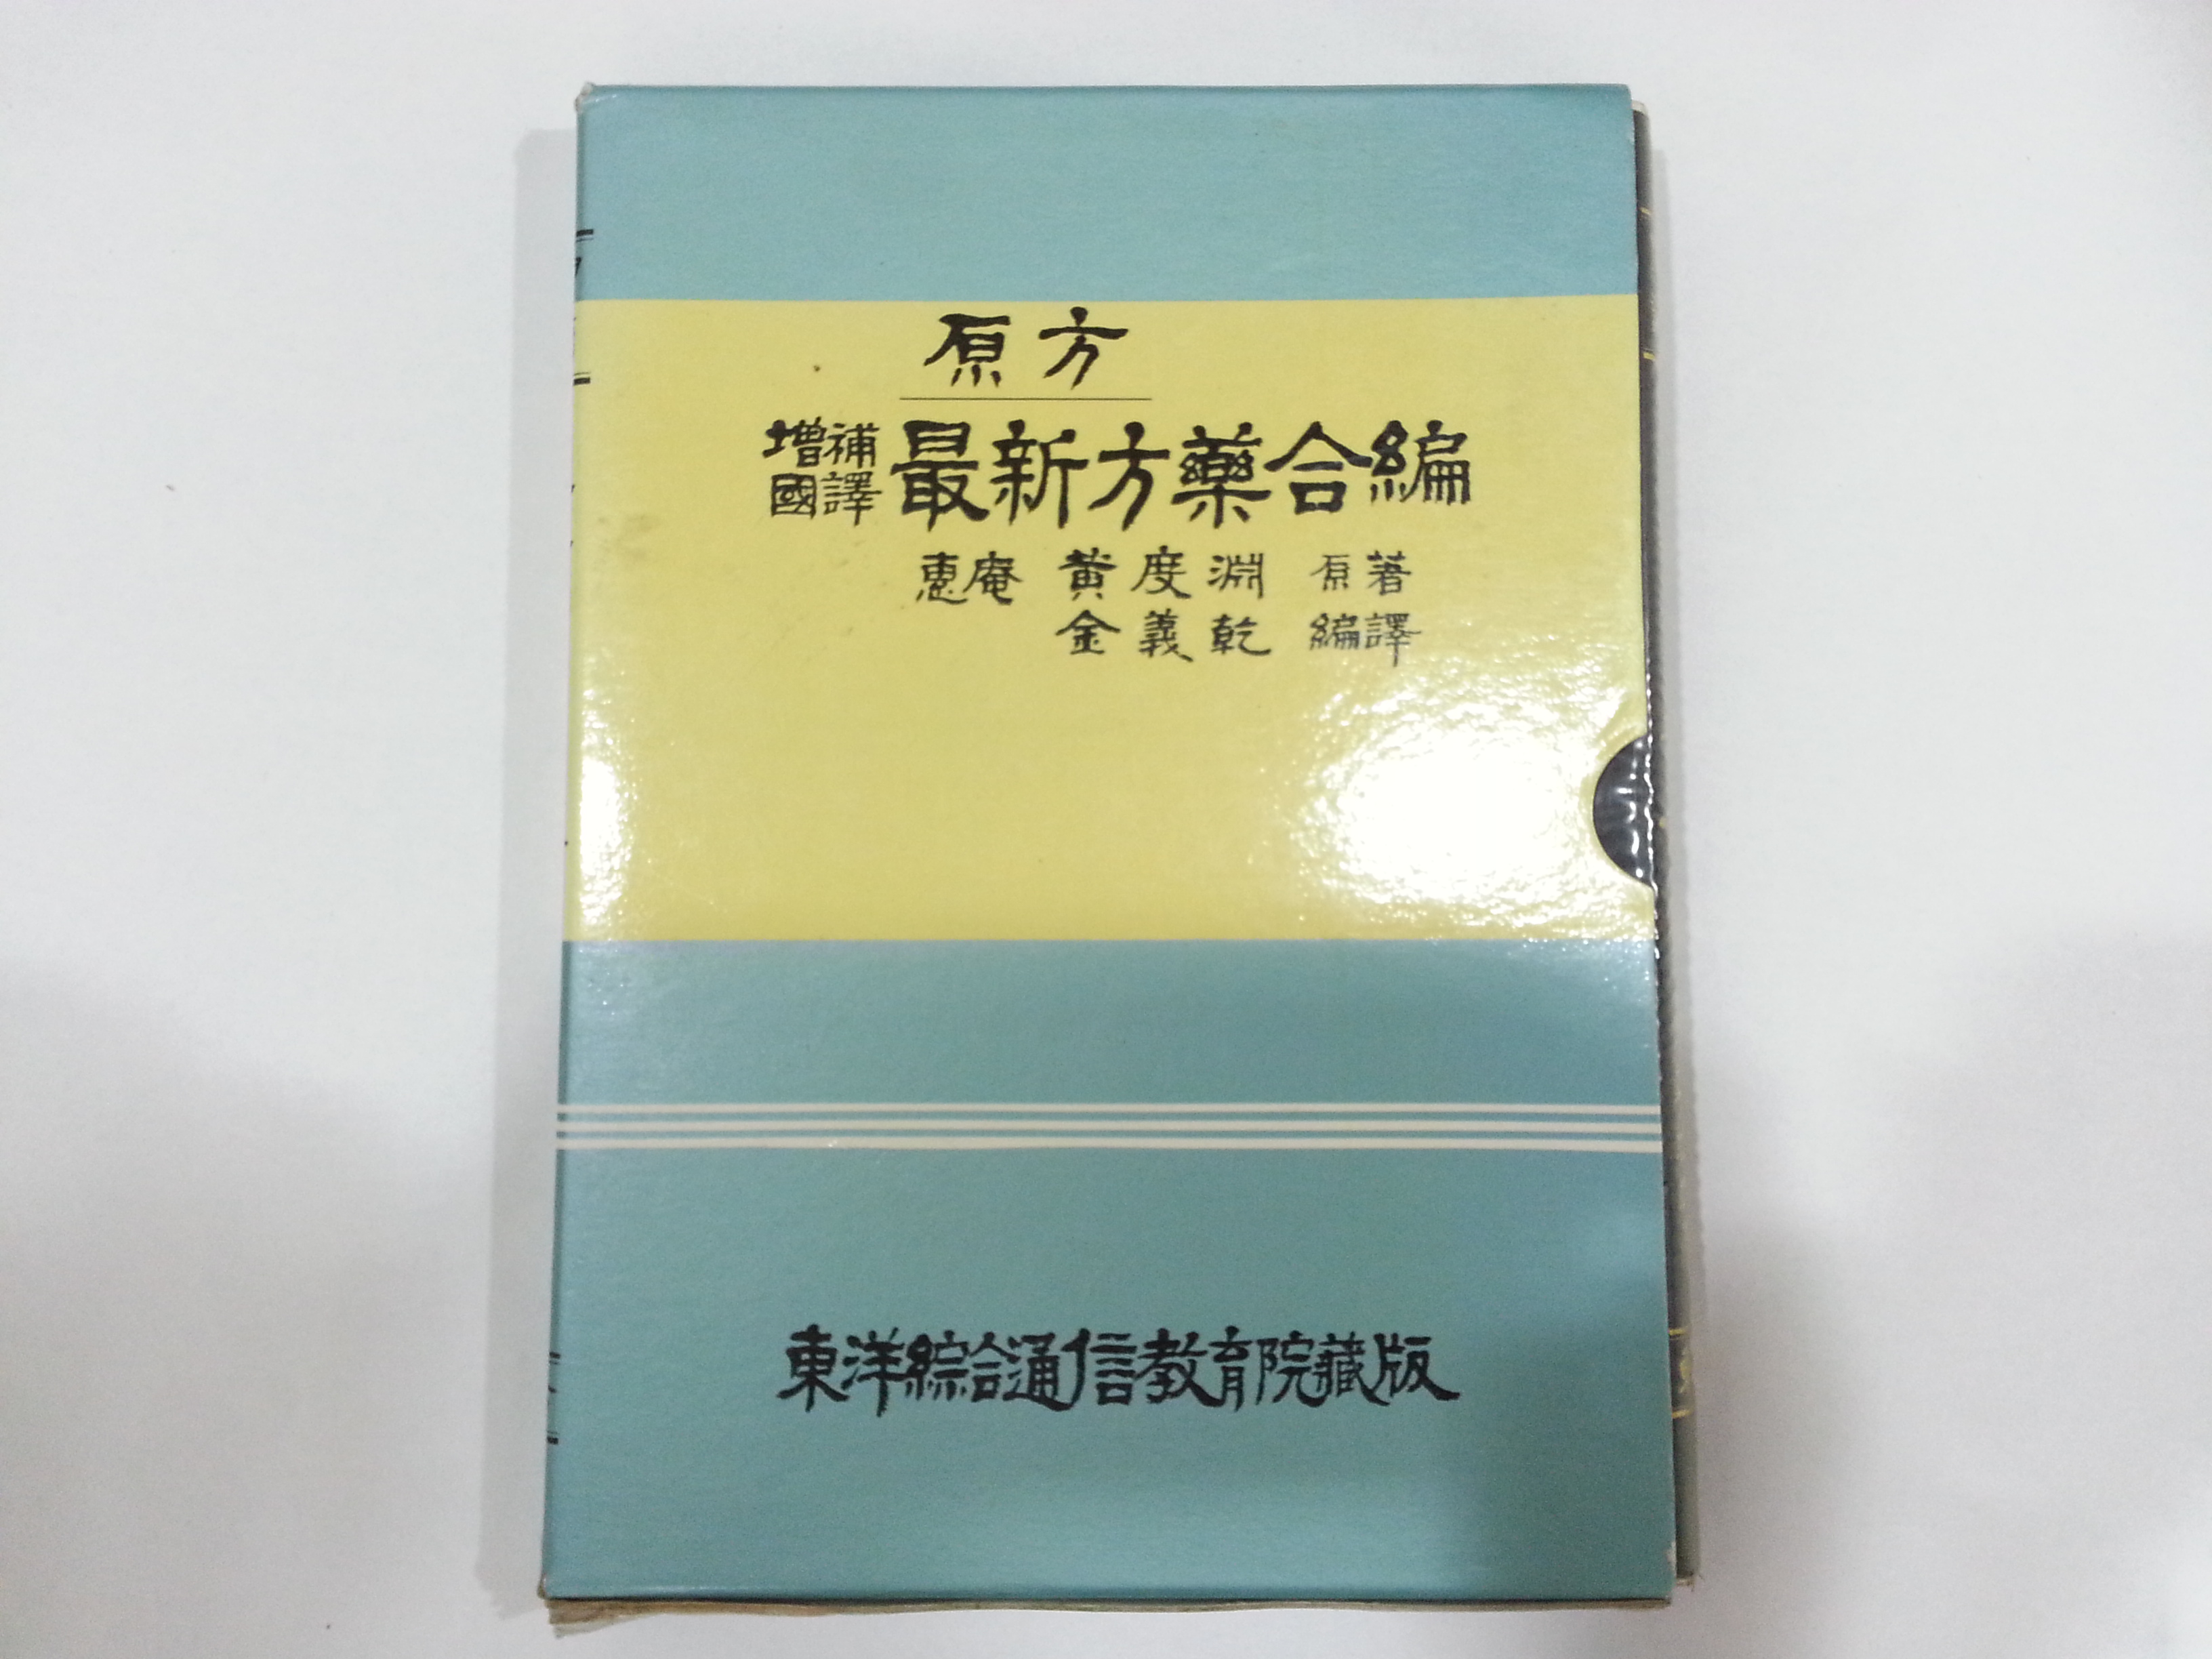 原方
增補國譯 最新方藥合編
惠庵 黃度淵 原著
金義乾 編譯
東洋綜合通信敎育院藏版